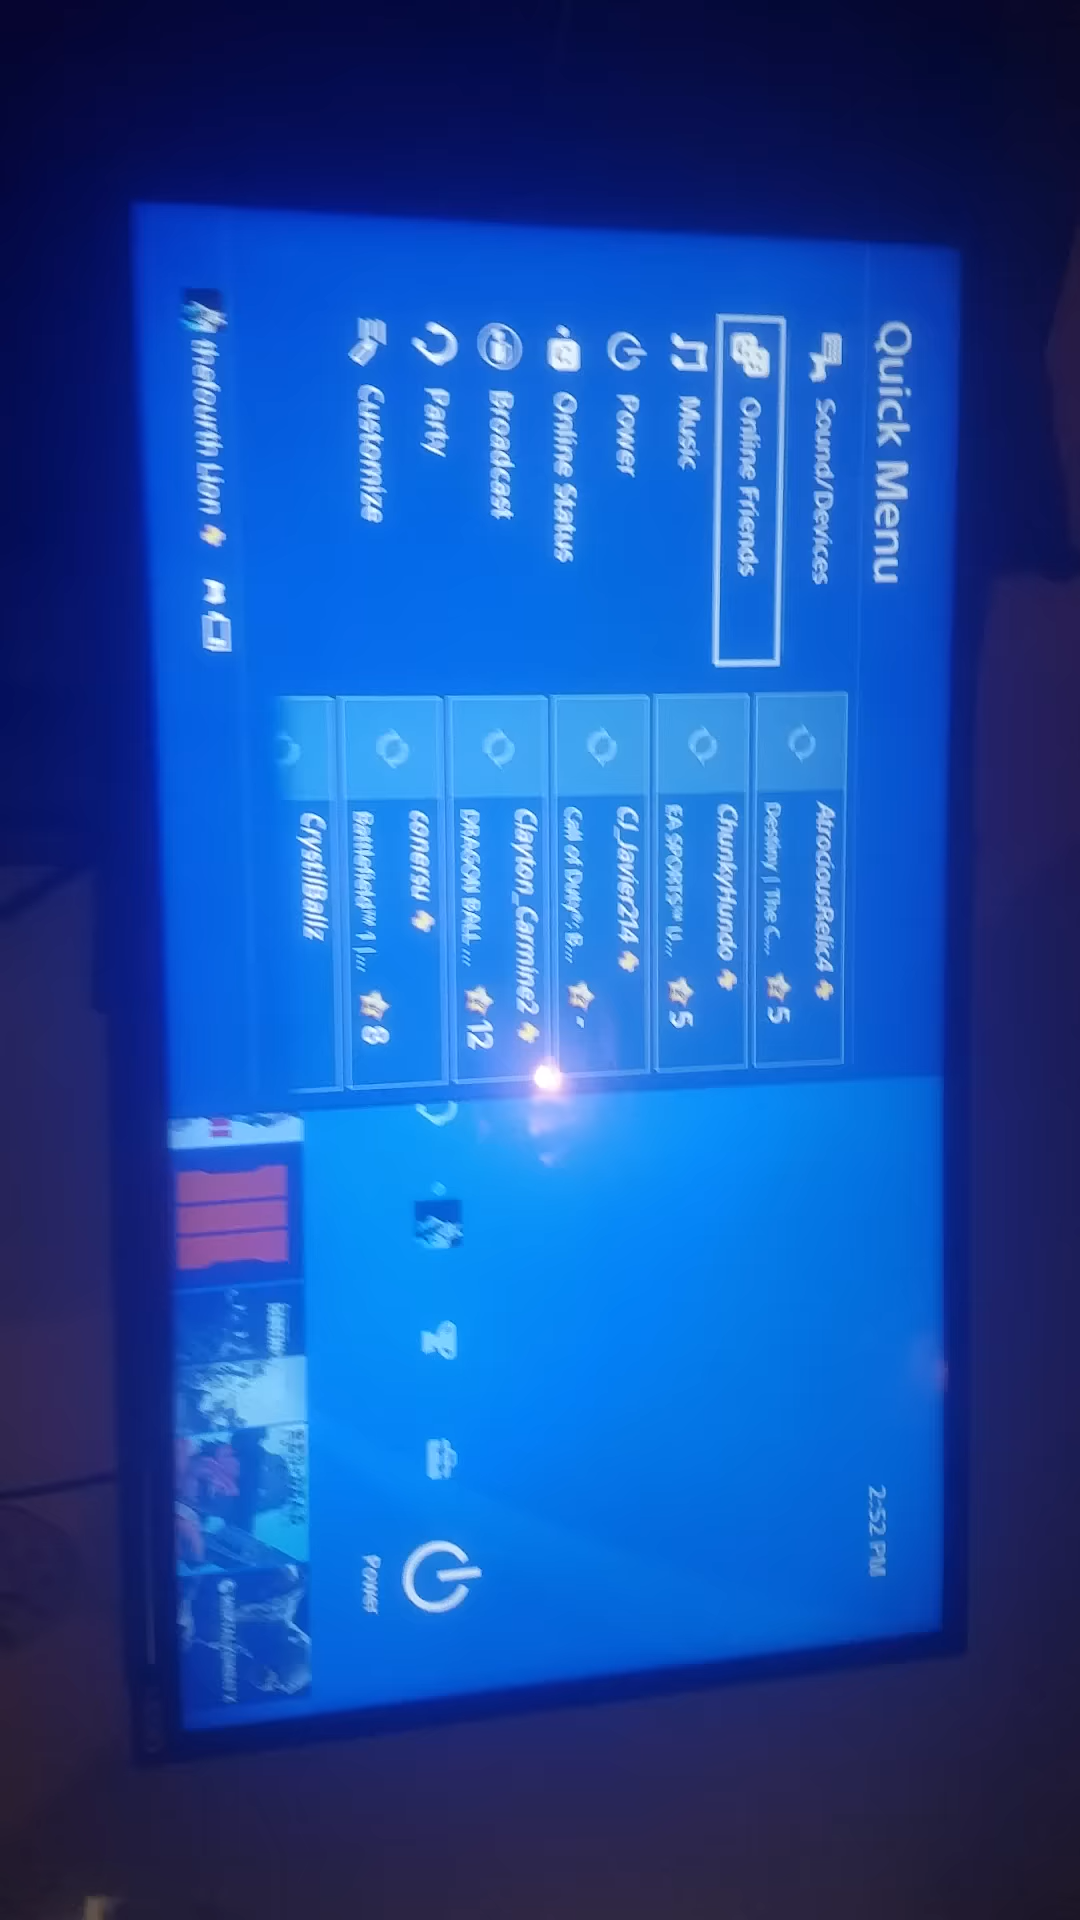 Quick Menu
2:52 PM
Sound/Devices
Online Friends
Music
Power
Online Status
Broadcast
Party
Customize
AtrociousRelic4
Destiny | The C...
5
ChunkyHundo
EA SPORTS™ U...
5
CJ_Javier214
Call of Duty®: B...
-
Clayton_Carmine2
DRAGON BALL ...
12
conersu
Battlefield™ 1 |...
8
CrystilBallz
Power
thefourth Lion